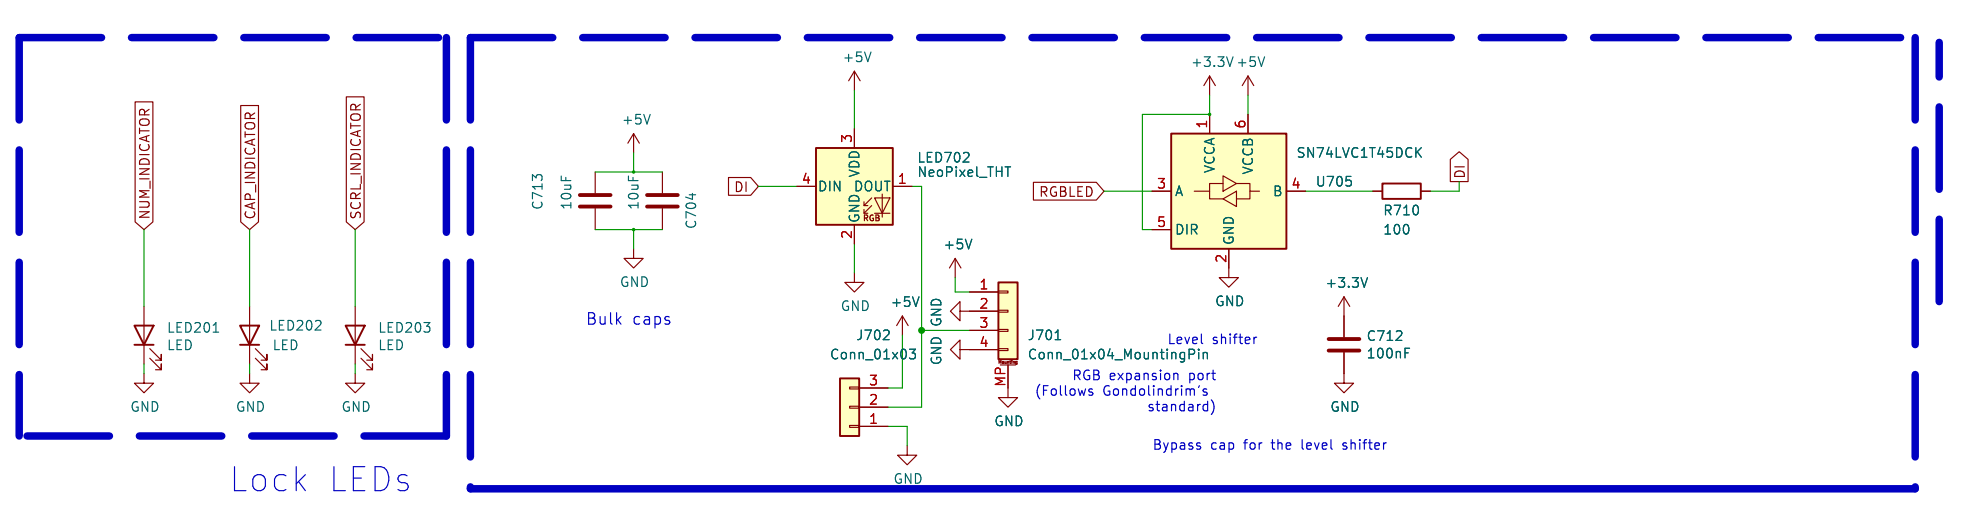 NUM_INDICATOR
CAP_INDICATOR
SCRL_INDICATOR
LED201
LED
LED202
LED
LED203
LED
GND
GND
GND
Lock LEDs
+5V
C713
10uF
10uF
C704
GND
Bulk caps
+5V
3
VDD
LED702
NeoPixel_THT
DI
4
DIN
DOUT
1
GND
RGB
2
GND
+5V
1
2
3
4
GND
GND
J701
Conn_01x04_MountingPin
MP
GND
+5V
J702
Conn_01x03
3
2
1
GND
RGB expansion port
(Follows Gondolindrim's
standard)
+3.3V
+5V
1
6
VCCA
VCCB
SN74LVC1T45DCK
U705
RGBLED
3
A
B
4
5
DIR
GND
2
GND
R710
100
DI
Level shifter
+3.3V
C712
100nF
GND
Bypass cap for the level shifter